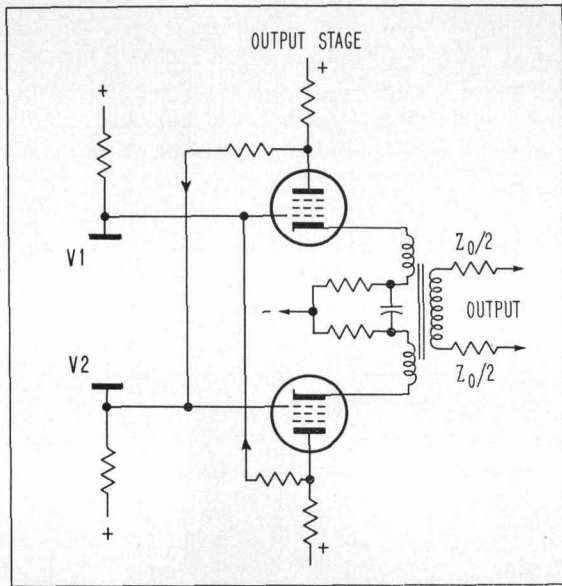 OUTPUT STAGE
+
+
V1
Z0/2
OUTPUT
-
V2
Z0/2
+
+